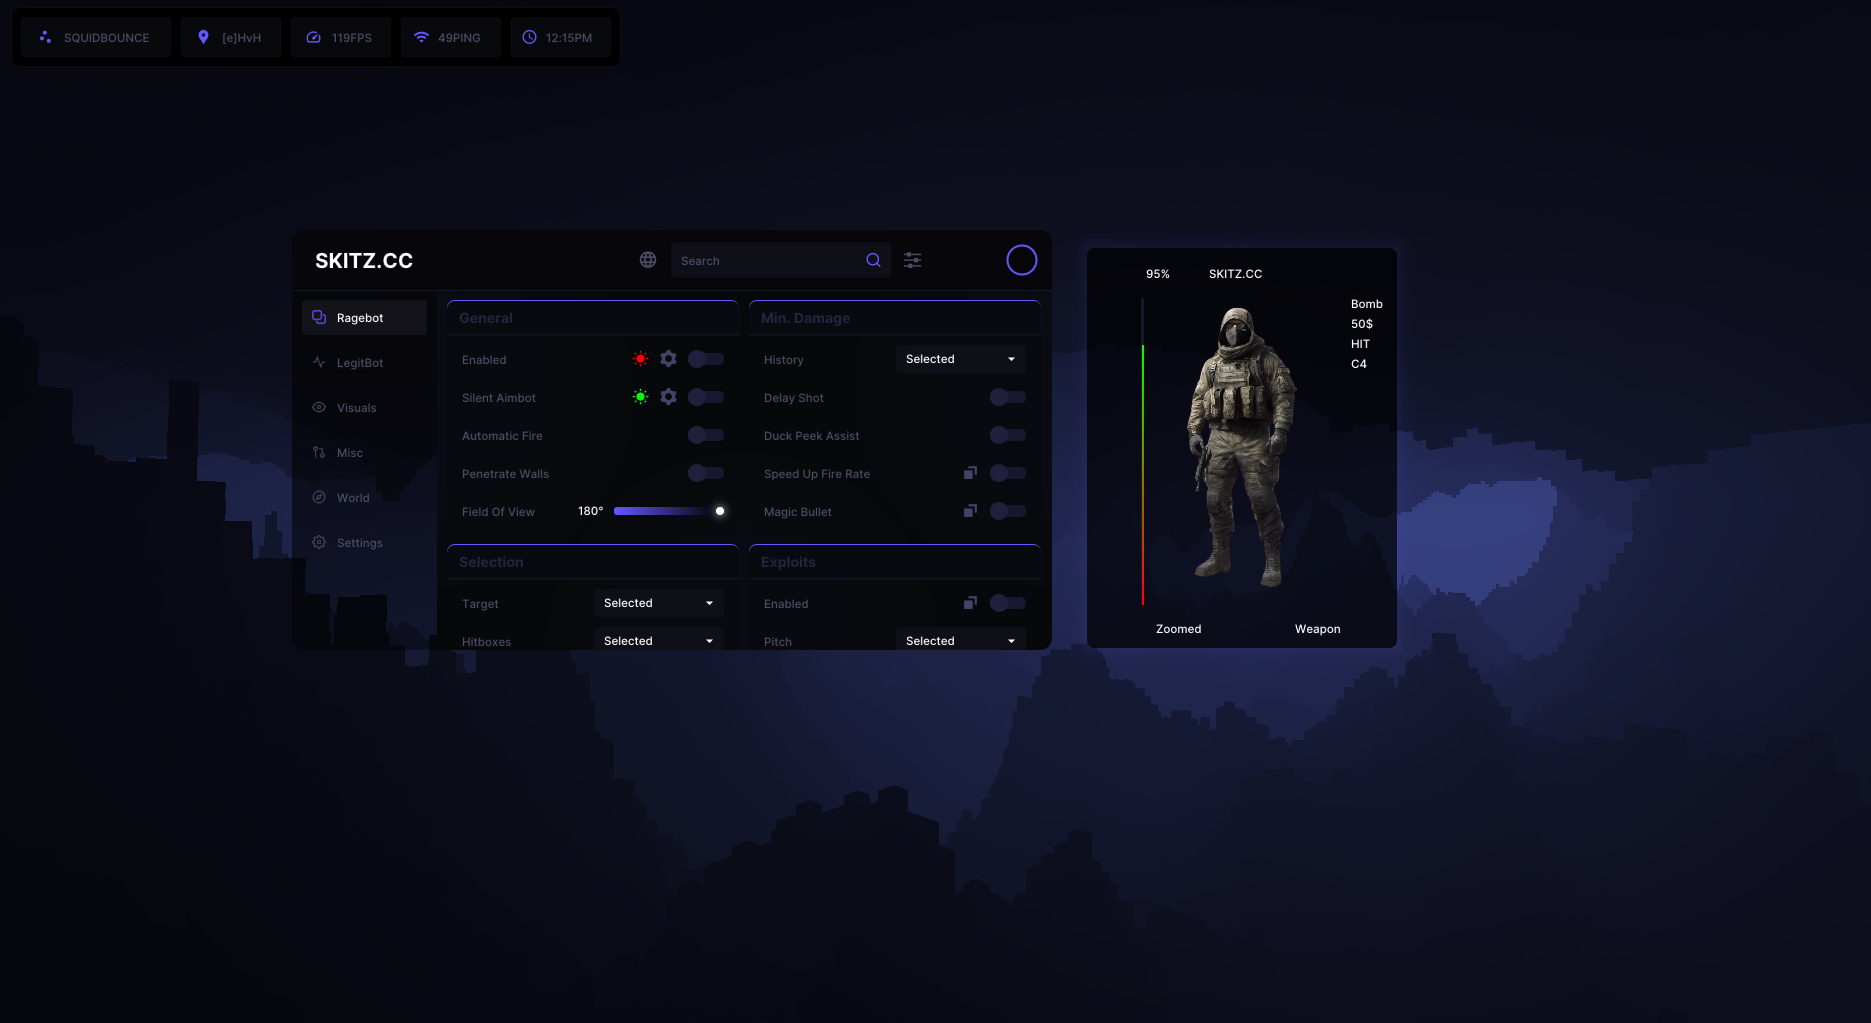 SQUIDBOUNCE
[e]HvH
119FPS
49PING
12:15PM
SKITZ.CC
Search
Ragebot
LegitBot
Visuals
Misc
World
Settings
General
Enabled
Silent Aimbot
Automatic Fire
Penetrate Walls
Field Of View 180°
Min. Damage
History Selected
Delay Shot
Duck Peek Assist
Speed Up Fire Rate
Magic Bullet
Selection
Target Selected
Hitboxes Selected
Exploits
Enabled
Pitch Selected
95% SKITZ.CC
Bomb
50$
HIT
C4
Zoomed Weapon